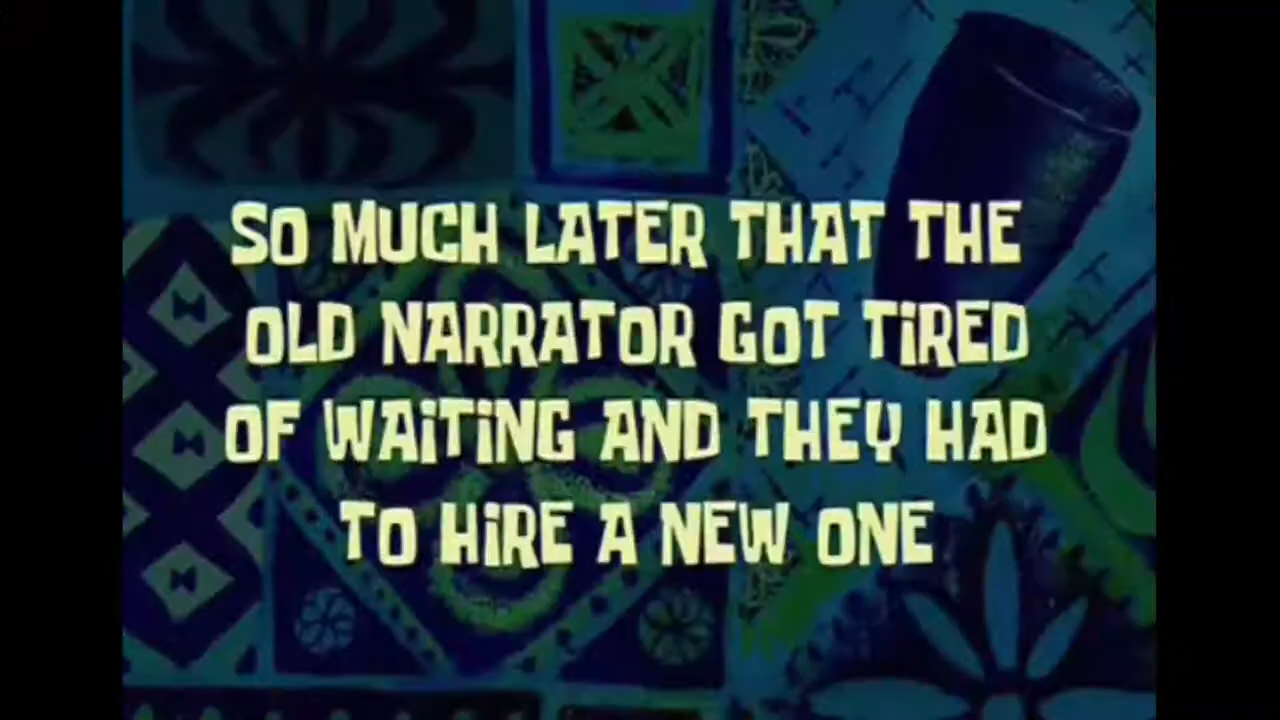 SO MUCH LATER THAT THE
OLD NARRATOR GOT TiRED
OF WAiTiNG AND THEY HAD
TO HiRE A NEW ONE